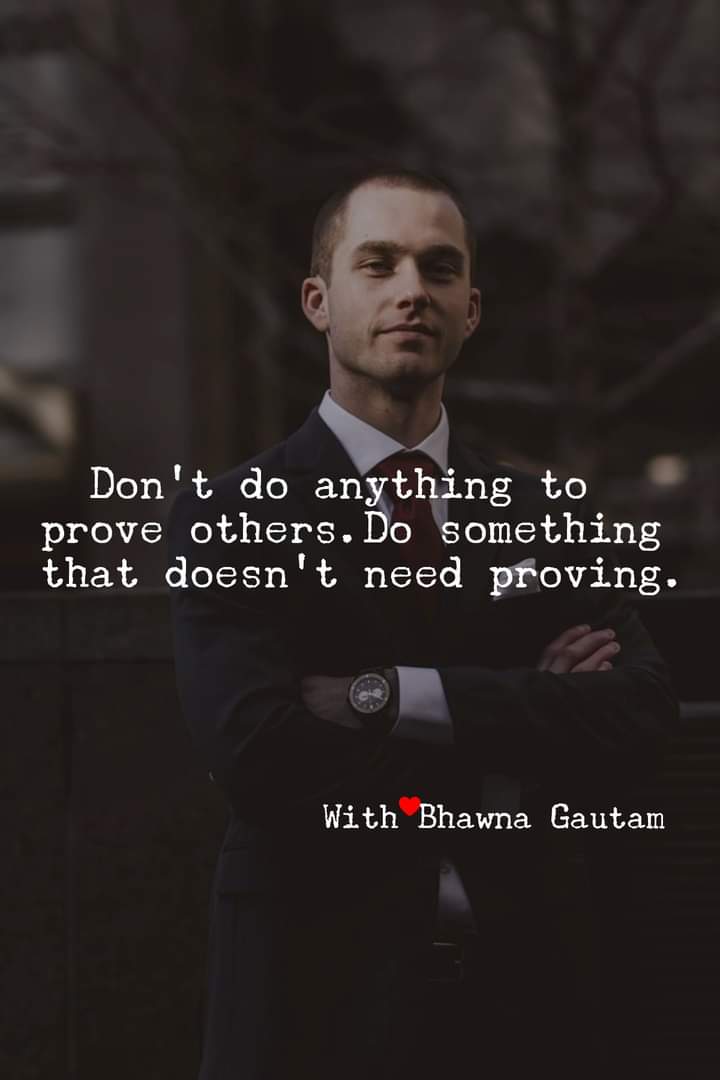 Don't do anything to
prove others.Do something
that doesn't need proving.
With❤Bhawna Gautam